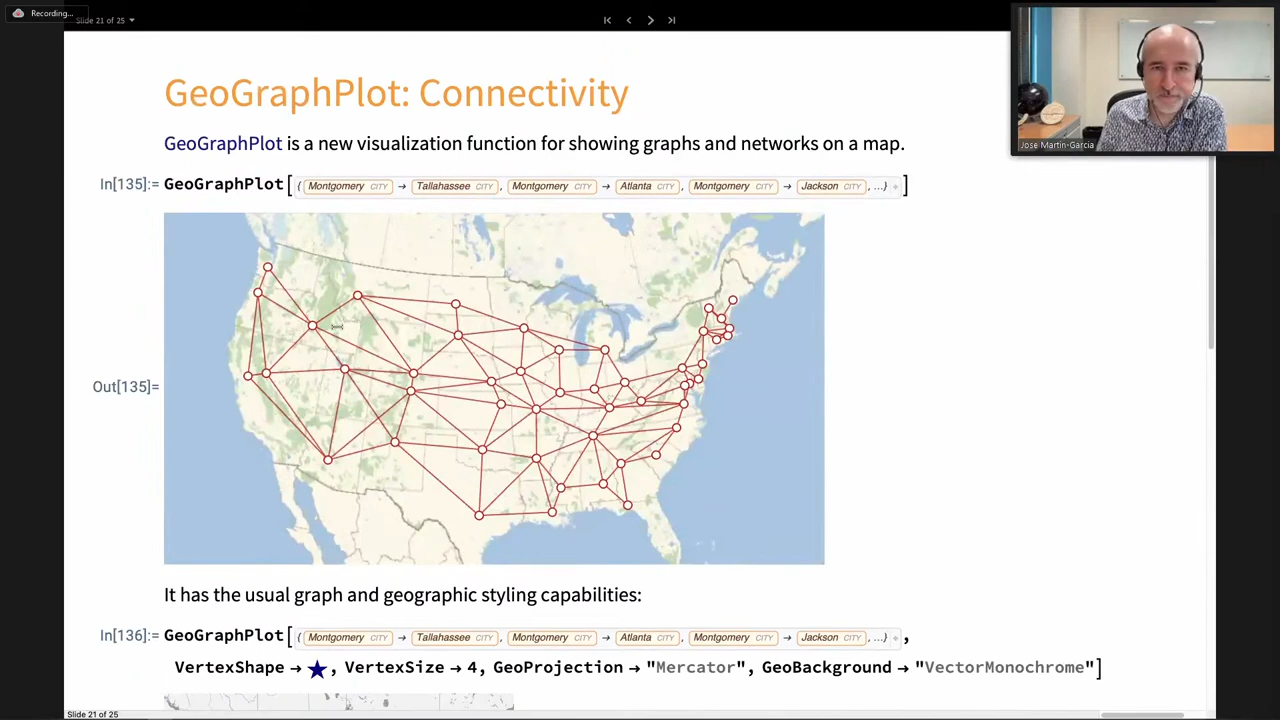 Recording...
Slide 21 of 25
Jose Martin-Garcia
GeoGraphPlot: Connectivity
GeoGraphPlot is a new visualization function for showing graphs and networks on a map.
In[135]:= GeoGraphPlot[{Montgomery CITY → Tallahassee CITY, Montgomery CITY → Atlanta CITY, Montgomery CITY → Jackson CITY, ...} +]
Out[135]=
It has the usual graph and geographic styling capabilities:
In[136]:= GeoGraphPlot[{Montgomery CITY → Tallahassee CITY, Montgomery CITY → Atlanta CITY, Montgomery CITY → Jackson CITY, ...} +,
VertexShape → ★, VertexSize → 4, GeoProjection → "Mercator", GeoBackground → "VectorMonochrome"]
Slide 21 of 25